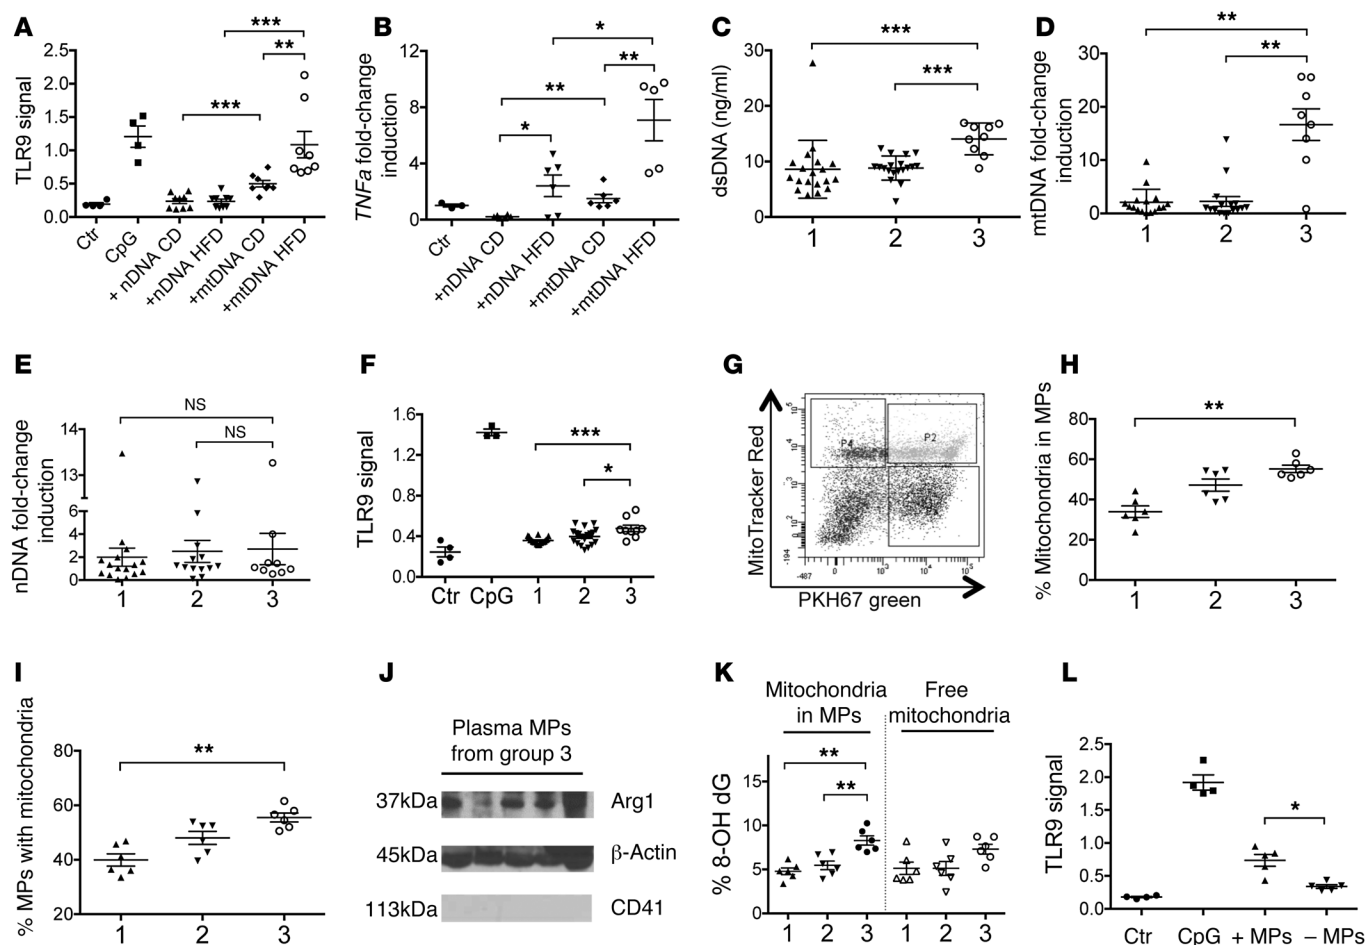 A
TLR9 signal
2.5
2.0
1.5
1.0
0.5
0.0
***
***
**
Ctr
CpG
+ nDNA CD
+nDNA HFD
+mtDNA CD
+mtDNA HFD
B
TNFa fold-change
induction
12
8
4
0
*
**
**
*
Ctr
+nDNA CD
+nDNA HFD
+mtDNA CD
+mtDNA HFD
C
dsDNA (ng/ml)
30
20
10
0
***
***
1 2 3
D
mtDNA fold-change
induction
30
20
10
0
**
**
1 2 3
E
nDNA fold-change
induction
14
13
6
4
2
0
NS
NS
1 2 3
F
TLR9 signal
1.6
1.2
0.8
0.4
0.0
***
*
Ctr CpG 1 2 3
G
MitoTracker Red
P4
P2
-194
-487
0
10³
10⁴
10⁵
PKH67 green
H
% Mitochondria in MPs
80
60
40
20
0
**
1 2 3
I
% MPs with mitochondria
80
60
40
20
**
1 2 3
J
Plasma MPs
from group 3
37kDa Arg1
45kDa β-Actin
113kDa CD41
K
Mitochondria
in MPs
Free
mitochondria
% 8-OH dG
15
10
5
0
**
**
1 2 3 1 2 3
L
TLR9 signal
2.5
2.0
1.5
1.0
0.5
0.0
*
Ctr CpG + MPs – MPs